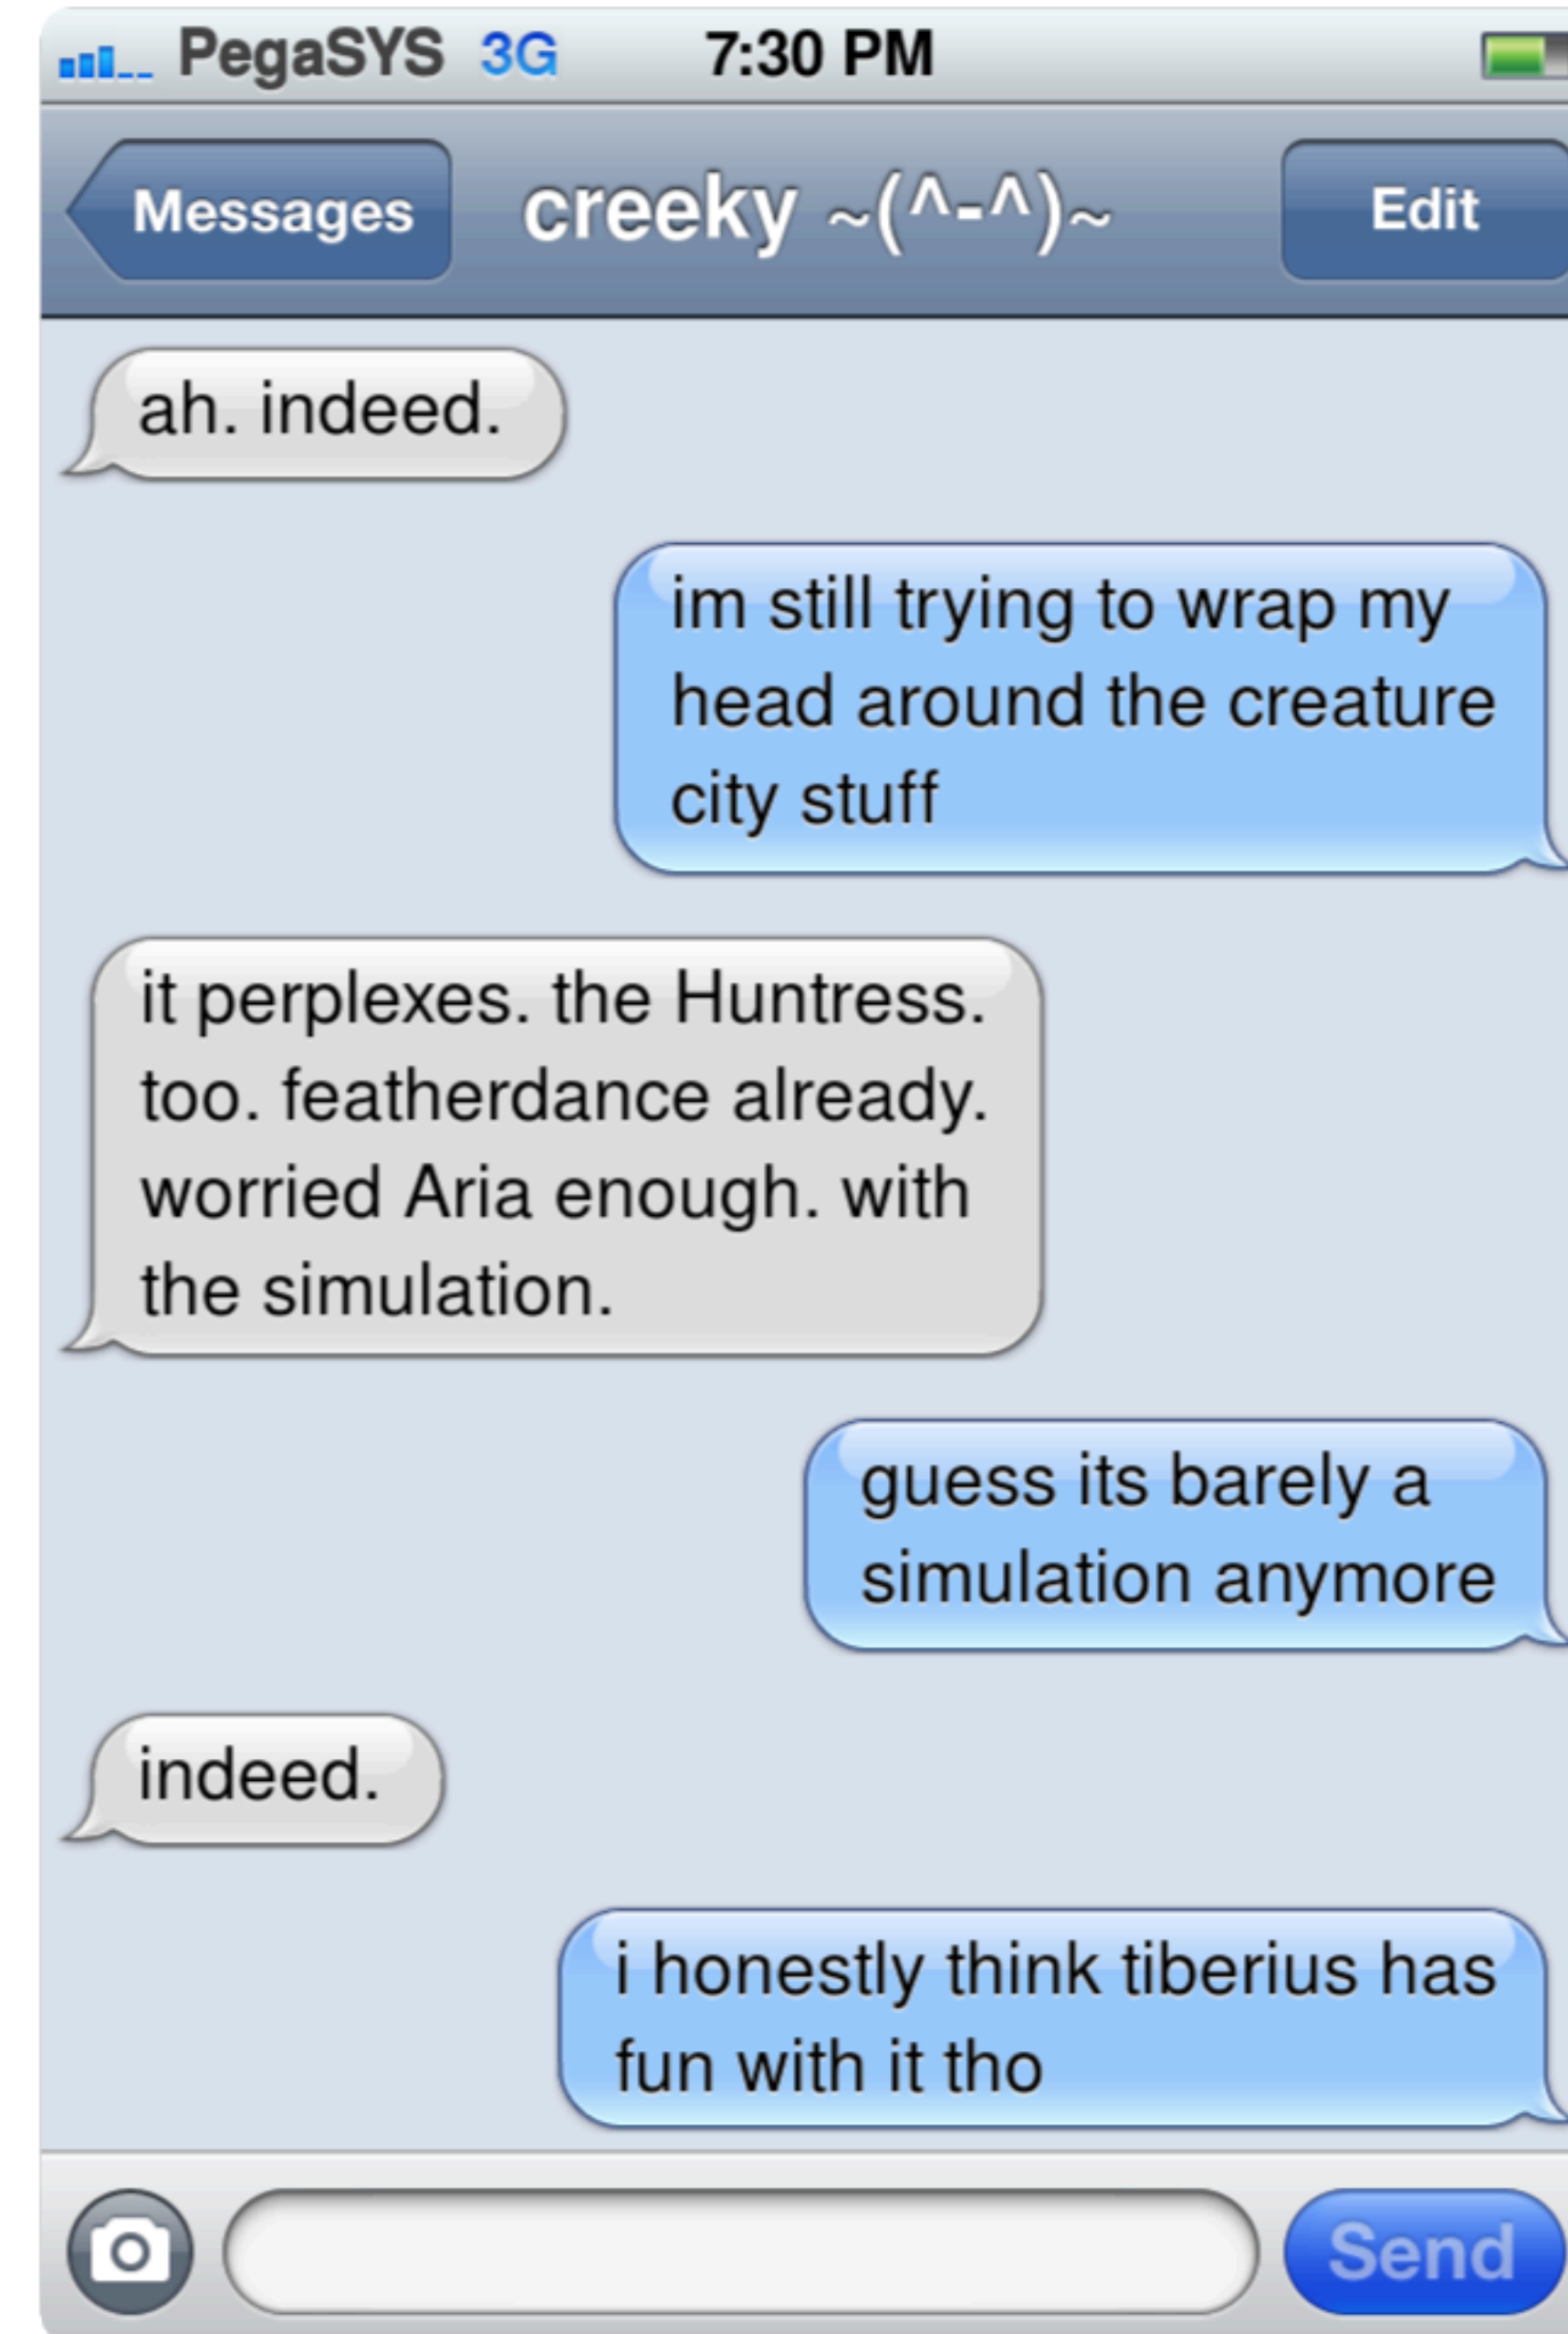 PegaSYS 3G 7:30 PM
Messages creeky ~(^-^)~ Edit
ah. indeed.
im still trying to wrap my
head around the creature
city stuff
it perplexes. the Huntress.
too. featherdance already.
worried Aria enough. with
the simulation.
guess its barely a
simulation anymore
indeed.
i honestly think tiberius has
fun with it tho
Send